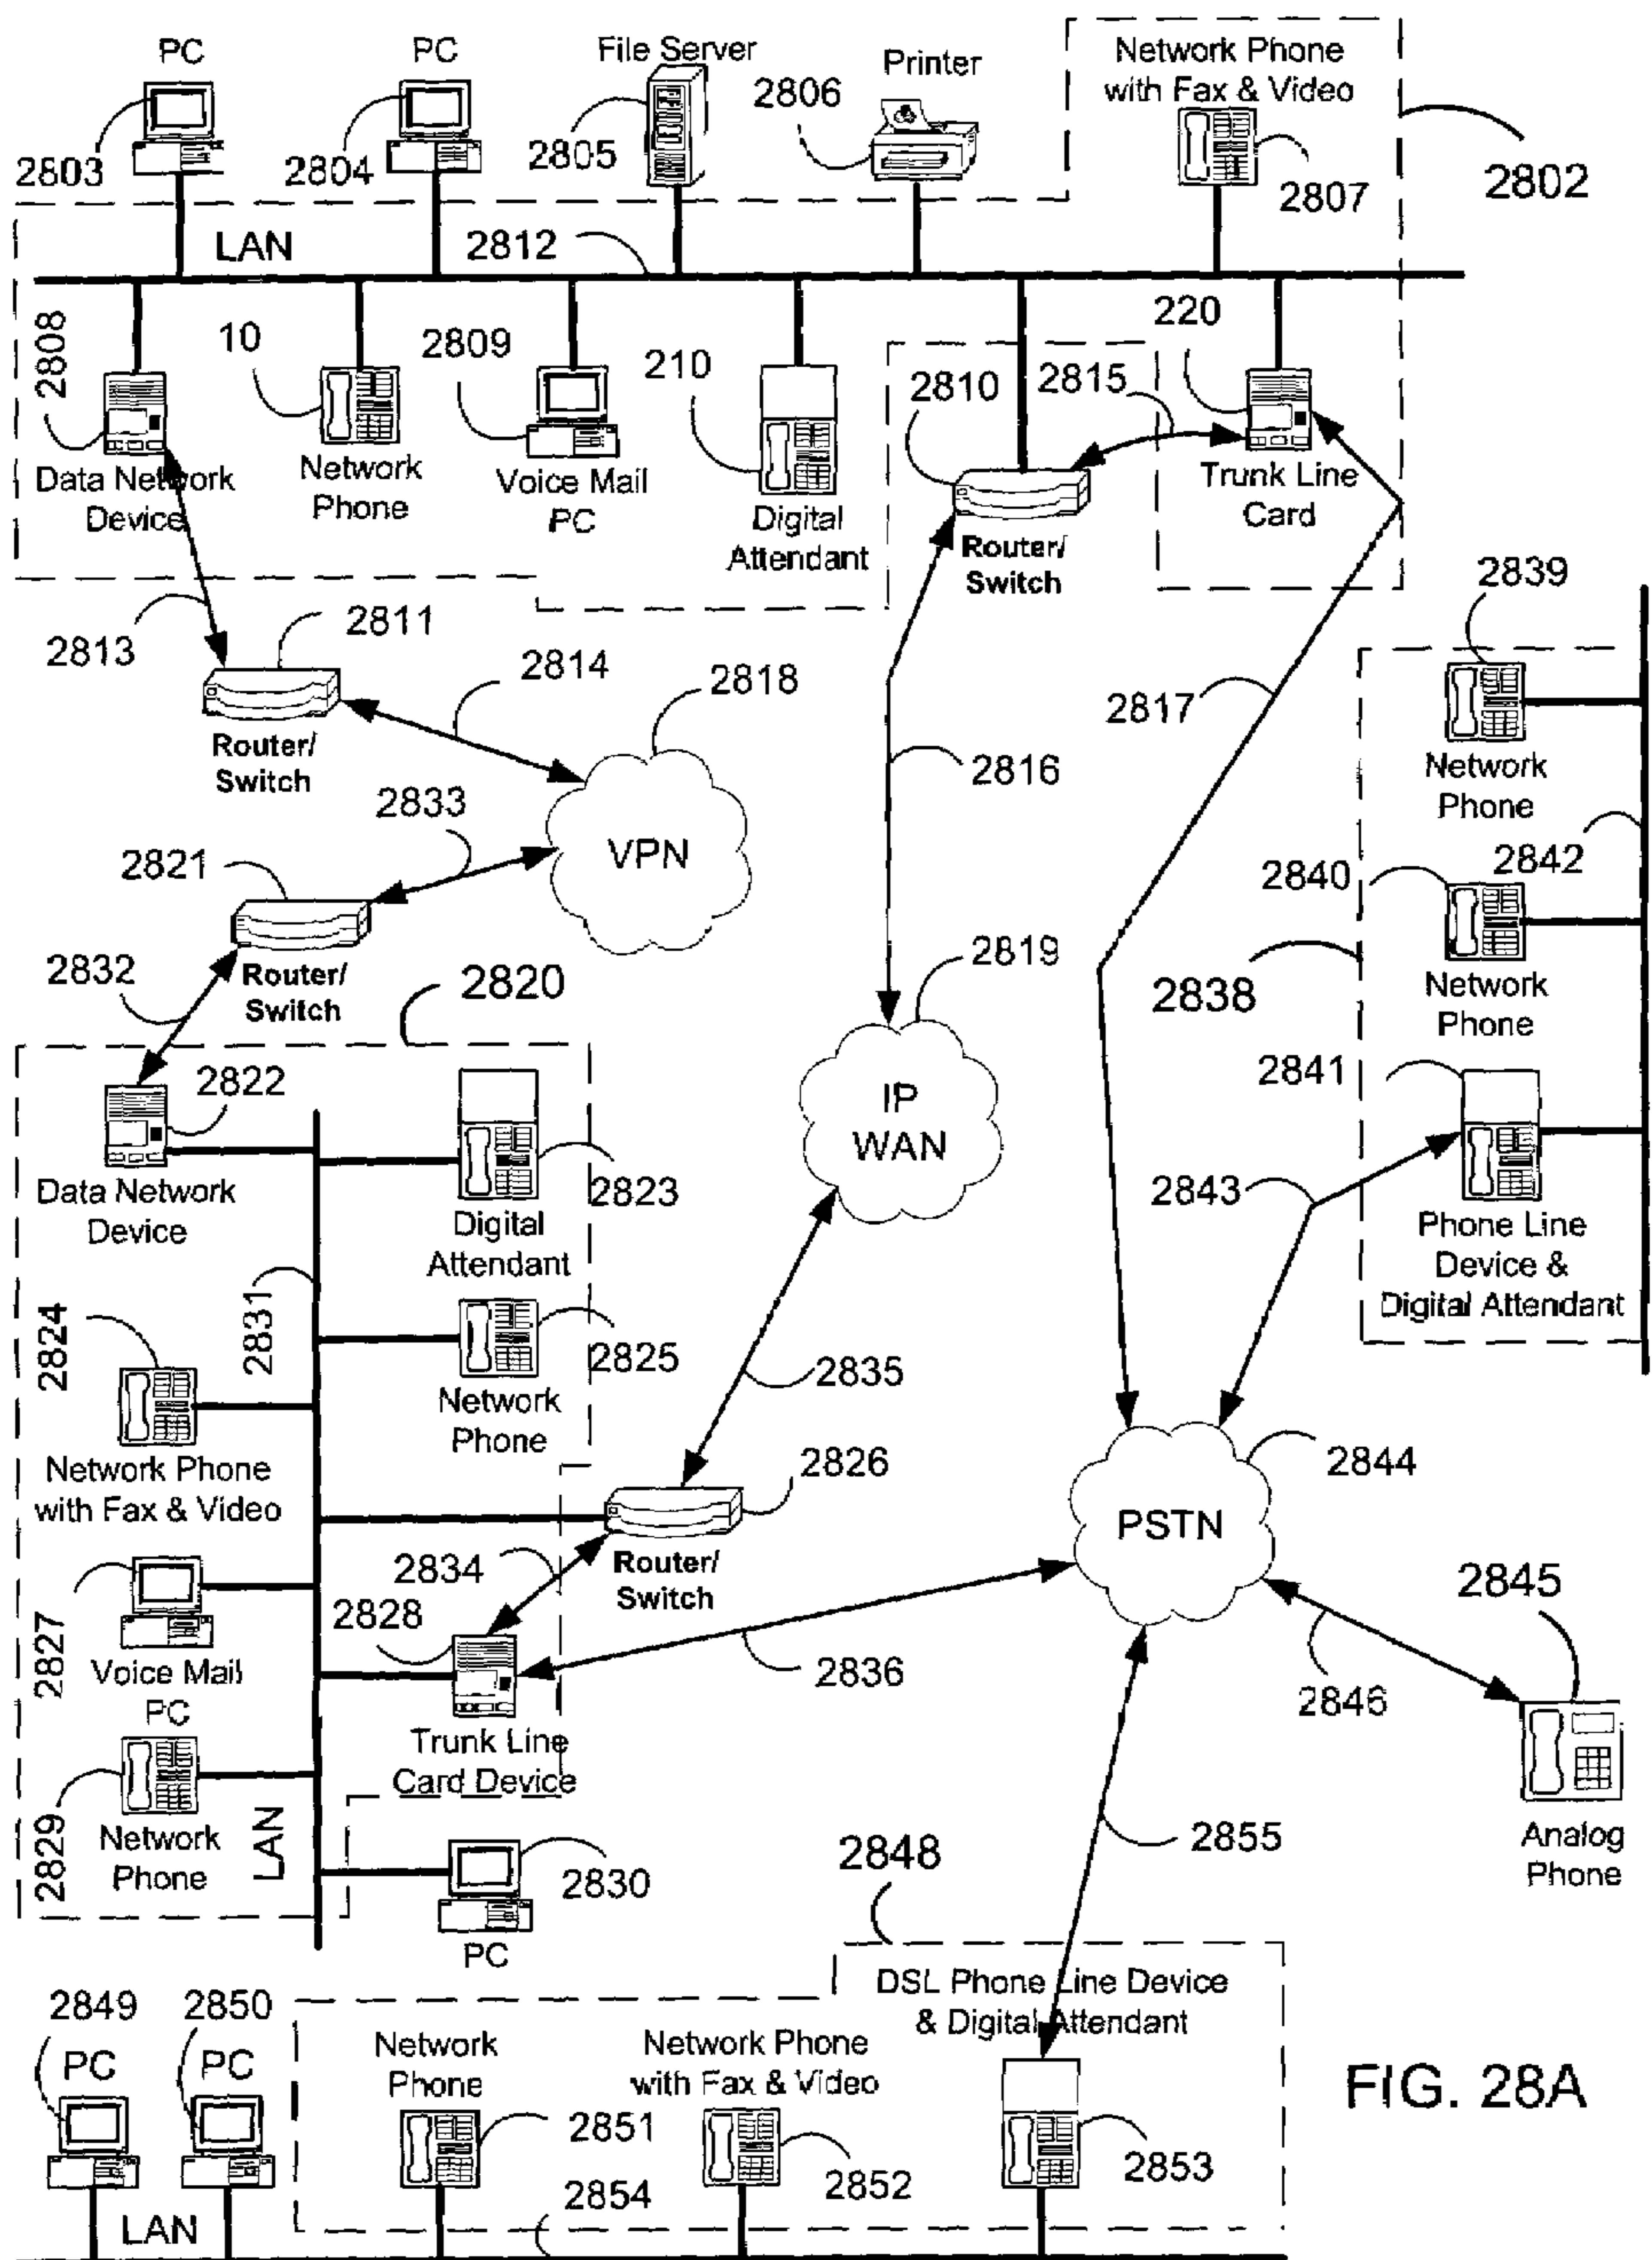 PC
PC
File Server
Printer
Network Phone
with Fax & Video
2803
2804
2805
2806
2807
2802
LAN
2812
2808
10
2809
210
2810
2815
220
Data Network
Device
Network
Phone
Voice Mail
PC
Digital
Attendant
Router/
Switch
Trunk Line
Card
2813
2811
2814
2818
2817
2839
Router/
Switch
2816
Network
Phone
2833
VPN
2821
2840
2842
2832
Router/
Switch
2820
2819
2838
Network
Phone
2822
IP
WAN
2841
Data Network
Device
2823
Digital
Attendant
2843
Phone Line
Device &
Digital Attendant
2824
2831
2825
2835
Network
Phone
Network Phone
with Fax & Video
2826
2844
PSTN
2834
Router/
Switch
2845
2827
2828
Voice Mail
PC
2836
2846
Trunk Line
Card Device
2829
Network
Phone
LAN
2830
PC
2848
2855
Analog
Phone
2849
2850
PC
PC
DSL Phone Line Device
& Digital Attendant
Network
Phone
Network Phone
with Fax & Video
FIG. 28A
2851
2852
2853
2854
LAN